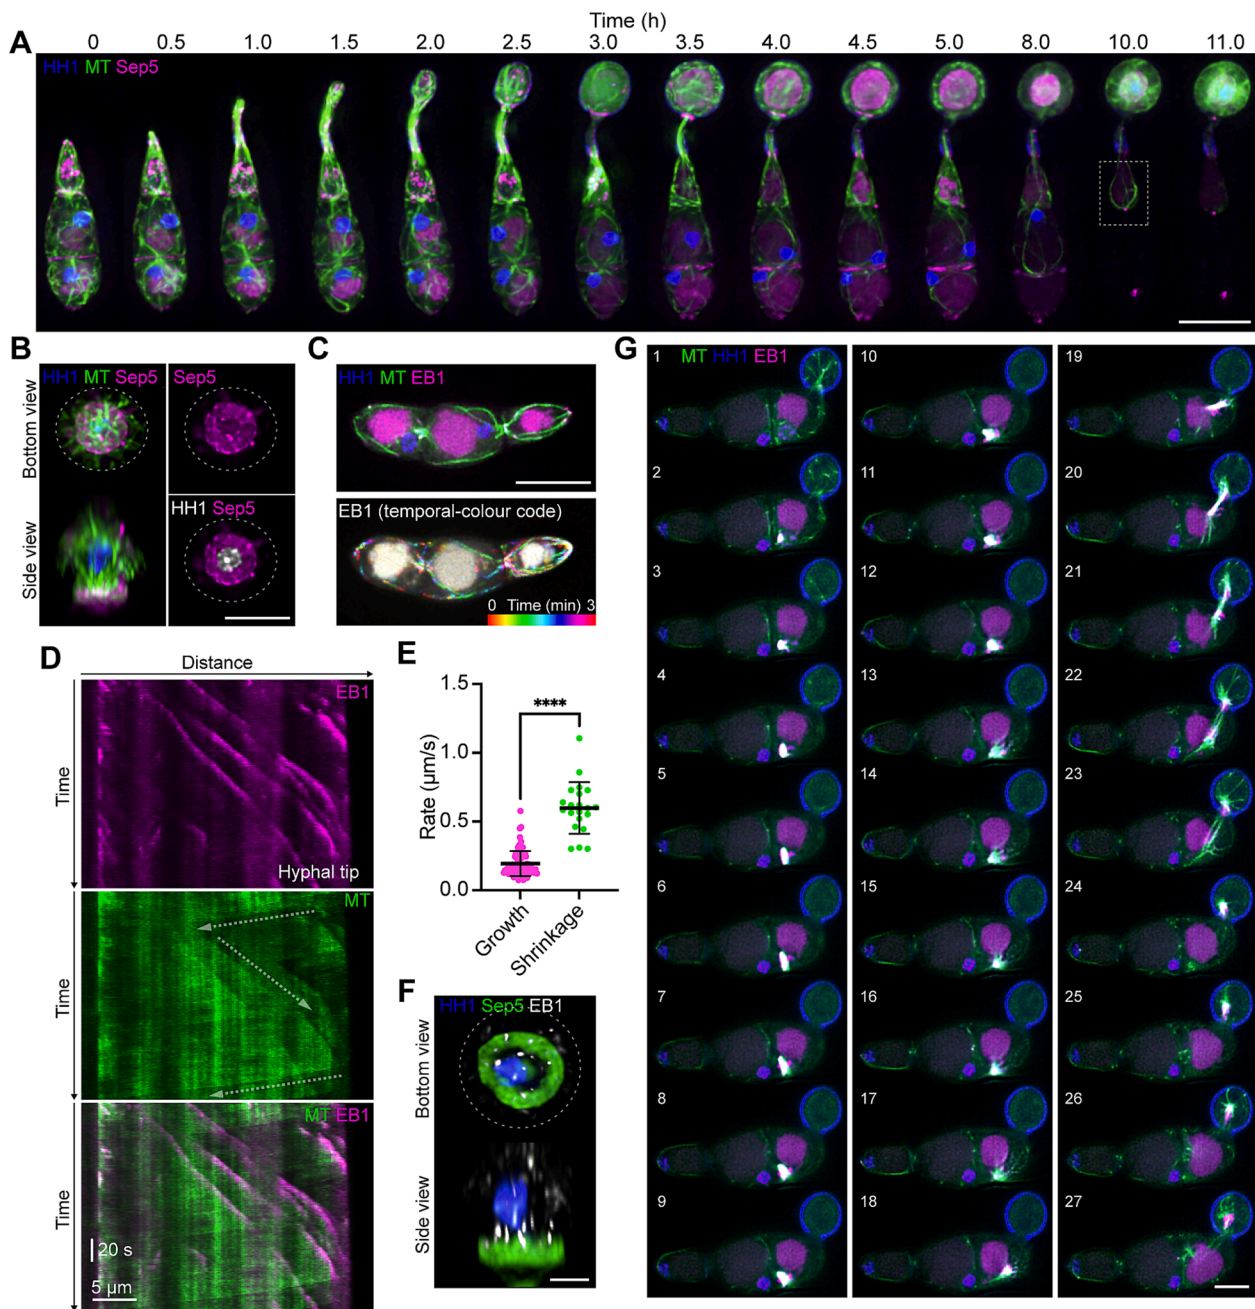 Time (h)
A
0 0.5 1.0 1.5 2.0 2.5 3.0 3.5 4.0 4.5 5.0 8.0 10.0 11.0
HH1 MT Sep5
B
HH1 MT Sep5
Sep5
Bottom view
Side view
HH1 Sep5
C
HH1 MT EB1
EB1 (temporal-colour code)
0 Time (min) 3
D
Distance
EB1
Time
Hyphal tip
MT
Time
MT EB1
Time
20 s
5 µm
E
1.5
1.0
0.5
0.0
Rate (µm/s)
****
Growth
Shrinkage
F
HH1 Sep5 EB1
Bottom view
Side view
G
MT HH1 EB1
1
2
3
4
5
6
7
8
9
10
11
12
13
14
15
16
17
18
19
20
21
22
23
24
25
26
27